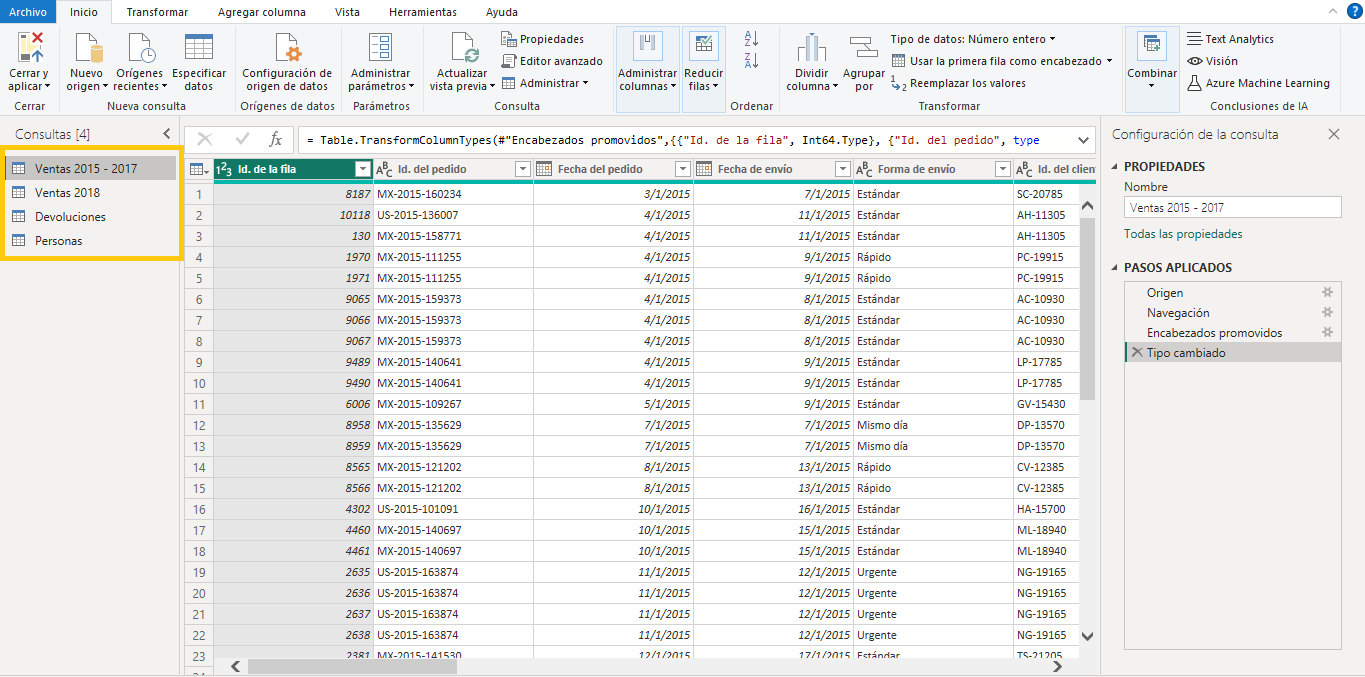 Archivo Inicio Transformar Agregar columna Vista Herramientas Ayuda
Cerrar y aplicar
Cerrar
Nuevo origen
Orígenes recientes
Especificar datos
Nueva consulta
Configuración de origen de datos
Orígenes de datos
Administrar parámetros
Parámetros
Actualizar vista previa
Propiedades
Editor avanzado
Administrar
Consulta
Administrar columnas
Reducir filas
Ordenar
Dividir columna
Agrupar por
Tipo de datos: Número entero
Usar la primera fila como encabezado
Reemplazar los valores
Transformar
Combinar
Text Analytics
Visión
Azure Machine Learning
Conclusiones de IA
Consultas [4]
Ventas 2015 - 2017
Ventas 2018
Devoluciones
Personas
= Table.TransformColumnTypes(#"Encabezados promovidos",{{"Id. de la fila", Int64.Type}, {"Id. del pedido", type
Id. de la fila Id. del pedido Fecha del pedido Fecha de envío Forma de envío Id. del clien
1 8187 MX-2015-160234 3/1/2015 7/1/2015 Estándar SC-20785
2 10118 US-2015-136007 4/1/2015 11/1/2015 Estándar AH-11305
3 130 MX-2015-158771 4/1/2015 11/1/2015 Estándar AH-11305
4 1970 MX-2015-111255 4/1/2015 9/1/2015 Rápido PC-19915
5 1971 MX-2015-111255 4/1/2015 9/1/2015 Rápido PC-19915
6 9065 MX-2015-159373 4/1/2015 8/1/2015 Estándar AC-10930
7 9066 MX-2015-159373 4/1/2015 8/1/2015 Estándar AC-10930
8 9067 MX-2015-159373 4/1/2015 8/1/2015 Estándar AC-10930
9 9489 MX-2015-140641 4/1/2015 9/1/2015 Estándar LP-17785
10 9490 MX-2015-140641 4/1/2015 9/1/2015 Estándar LP-17785
11 6006 MX-2015-109267 5/1/2015 9/1/2015 Estándar GV-15430
12 8958 MX-2015-135629 7/1/2015 7/1/2015 Mismo día DP-13570
13 8959 MX-2015-135629 7/1/2015 7/1/2015 Mismo día DP-13570
14 8565 MX-2015-121202 8/1/2015 13/1/2015 Rápido CV-12385
15 8566 MX-2015-121202 8/1/2015 13/1/2015 Rápido CV-12385
16 4302 US-2015-101091 10/1/2015 16/1/2015 Estándar HA-15700
17 4460 MX-2015-140697 10/1/2015 15/1/2015 Estándar ML-18940
18 4461 MX-2015-140697 10/1/2015 15/1/2015 Estándar ML-18940
19 2635 US-2015-163874 11/1/2015 12/1/2015 Urgente NG-19165
20 2636 US-2015-163874 11/1/2015 12/1/2015 Urgente NG-19165
21 2637 US-2015-163874 11/1/2015 12/1/2015 Urgente NG-19165
22 2638 US-2015-163874 11/1/2015 12/1/2015 Urgente NG-19165
23 2381 MX-2015-141530 12/1/2015 17/1/2015 Estándar TS-21205
Configuración de la consulta
PROPIEDADES
Nombre
Ventas 2015 - 2017
Todas las propiedades
PASOS APLICADOS
Origen
Navegación
Encabezados promovidos
Tipo cambiado